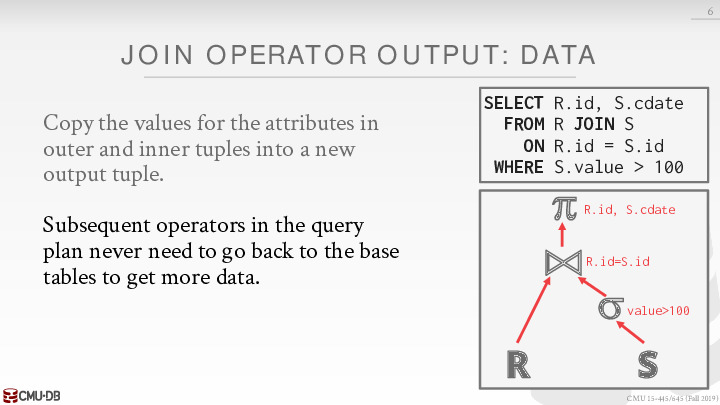 6
JOIN OPERATOR OUTPUT: DATA
Copy the values for the attributes in
outer and inner tuples into a new
output tuple.
Subsequent operators in the query
plan never need to go back to the base
tables to get more data.
SELECT R.id, S.cdate
FROM R JOIN S
ON R.id = S.id
WHERE S.value > 100
π R.id, S.cdate
⋈ R.id=S.id
σ value>100
R S
CMU·DB
CMU 15-445/645 (Fall 2019)